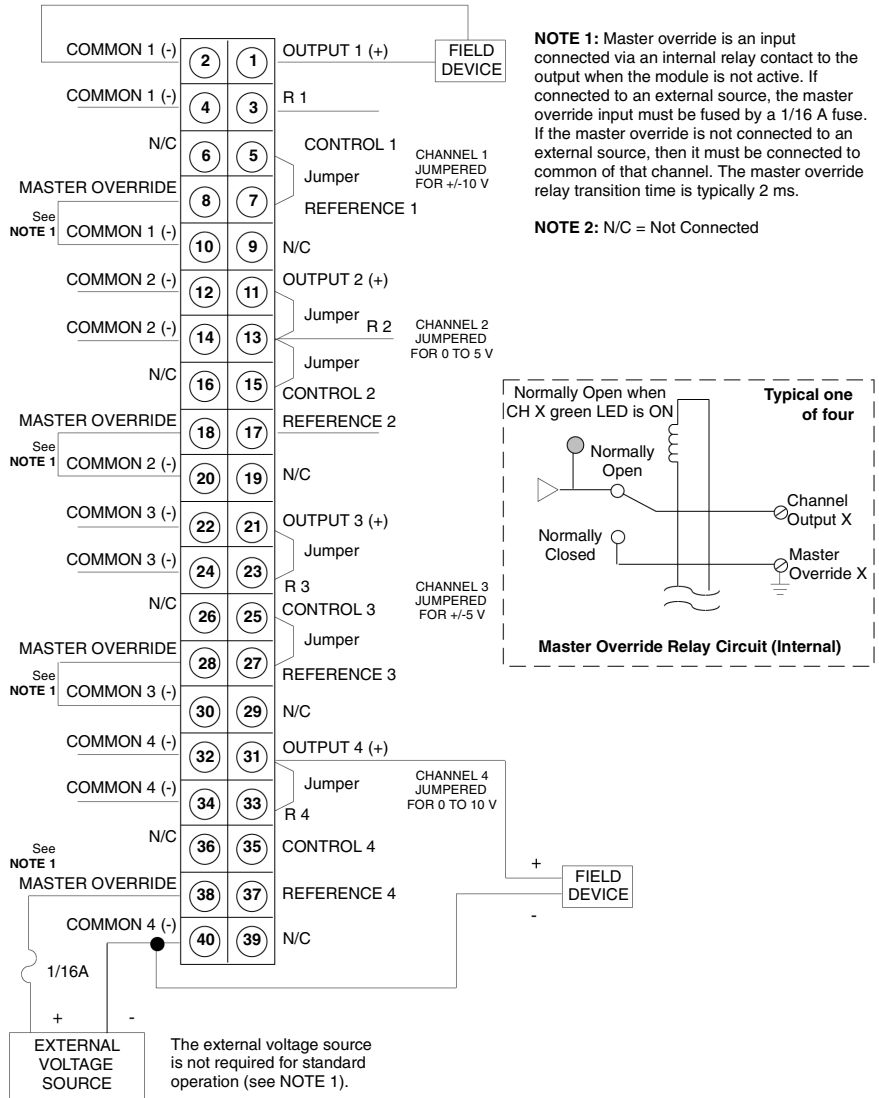 COMMON 1 (-)
2
1
OUTPUT 1 (+)
FIELD
DEVICE
COMMON 1 (-)
4
3
R 1
N/C
6
5
CONTROL 1
Jumper
CHANNEL 1
JUMPERED
FOR +/-10 V
MASTER OVERRIDE
8
7
REFERENCE 1
See
NOTE 1
COMMON 1 (-)
10
9
N/C
COMMON 2 (-)
12
11
OUTPUT 2 (+)
Jumper
COMMON 2 (-)
14
13
R 2
CHANNEL 2
JUMPERED
FOR 0 TO 5 V
Jumper
N/C
16
15
CONTROL 2
MASTER OVERRIDE
18
17
REFERENCE 2
See
NOTE 1
COMMON 2 (-)
20
19
N/C
COMMON 3 (-)
22
21
OUTPUT 3 (+)
Jumper
COMMON 3 (-)
24
23
R 3
CHANNEL 3
JUMPERED
FOR +/-5 V
N/C
26
25
CONTROL 3
Jumper
MASTER OVERRIDE
28
27
REFERENCE 3
See
NOTE 1
COMMON 3 (-)
30
29
N/C
COMMON 4 (-)
32
31
OUTPUT 4 (+)
Jumper
CHANNEL 4
JUMPERED
FOR 0 TO 10 V
COMMON 4 (-)
34
33
R 4
N/C
36
35
CONTROL 4
See
NOTE 1
MASTER OVERRIDE
38
37
REFERENCE 4
COMMON 4 (-)
40
39
N/C
+
FIELD
DEVICE
-
1/16A
+ -
EXTERNAL
VOLTAGE
SOURCE
The external voltage source
is not required for standard
operation (see NOTE 1).
NOTE 1: Master override is an input
connected via an internal relay contact to the
output when the module is not active. If
connected to an external source, the master
override input must be fused by a 1/16 A fuse.
If the master override is not connected to an
external source, then it must be connected to
common of that channel. The master override
relay transition time is typically 2 ms.
NOTE 2: N/C = Not Connected
Normally Open when
CH X green LED is ON
Typical one
of four
Normally
Open
Channel
Output X
Normally
Closed
Master
Override X
Master Override Relay Circuit (Internal)